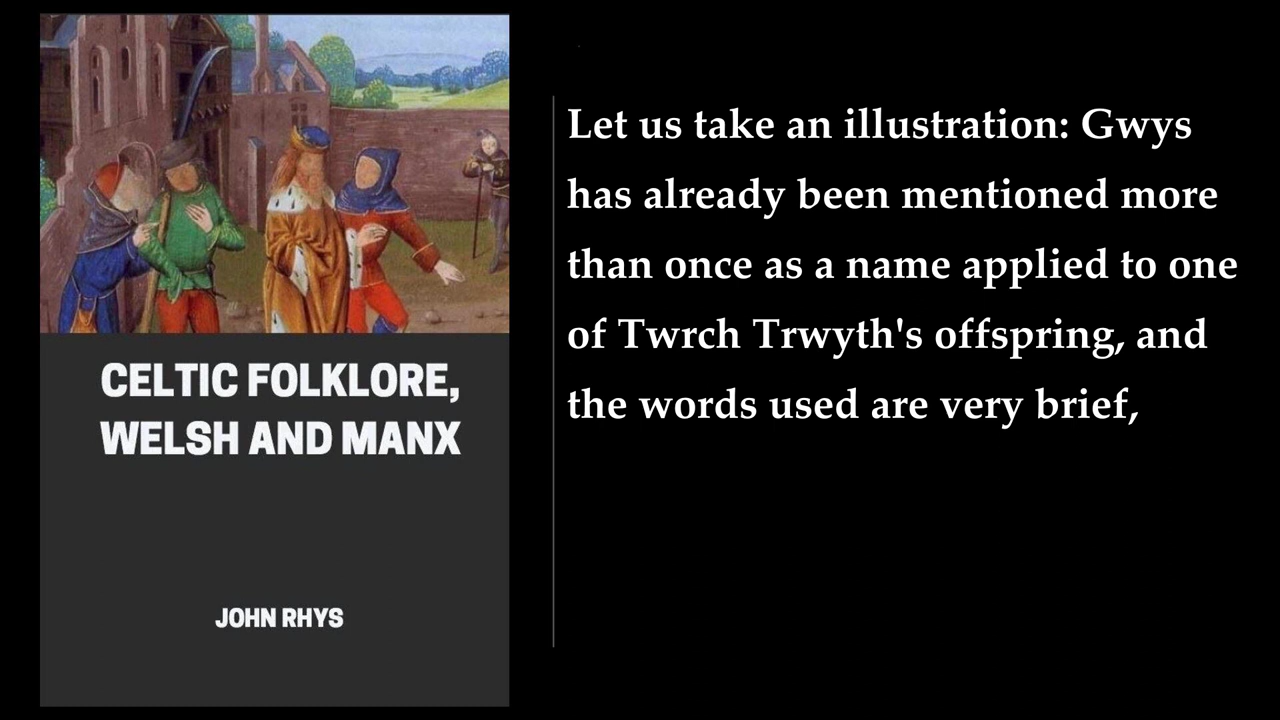 CELTIC FOLKLORE,
WELSH AND MANX
JOHN RHYS
Let us take an illustration: Gwys
has already been mentioned more
than once as a name applied to one
of Twrch Trwyth's offspring, and
the words used are very brief,